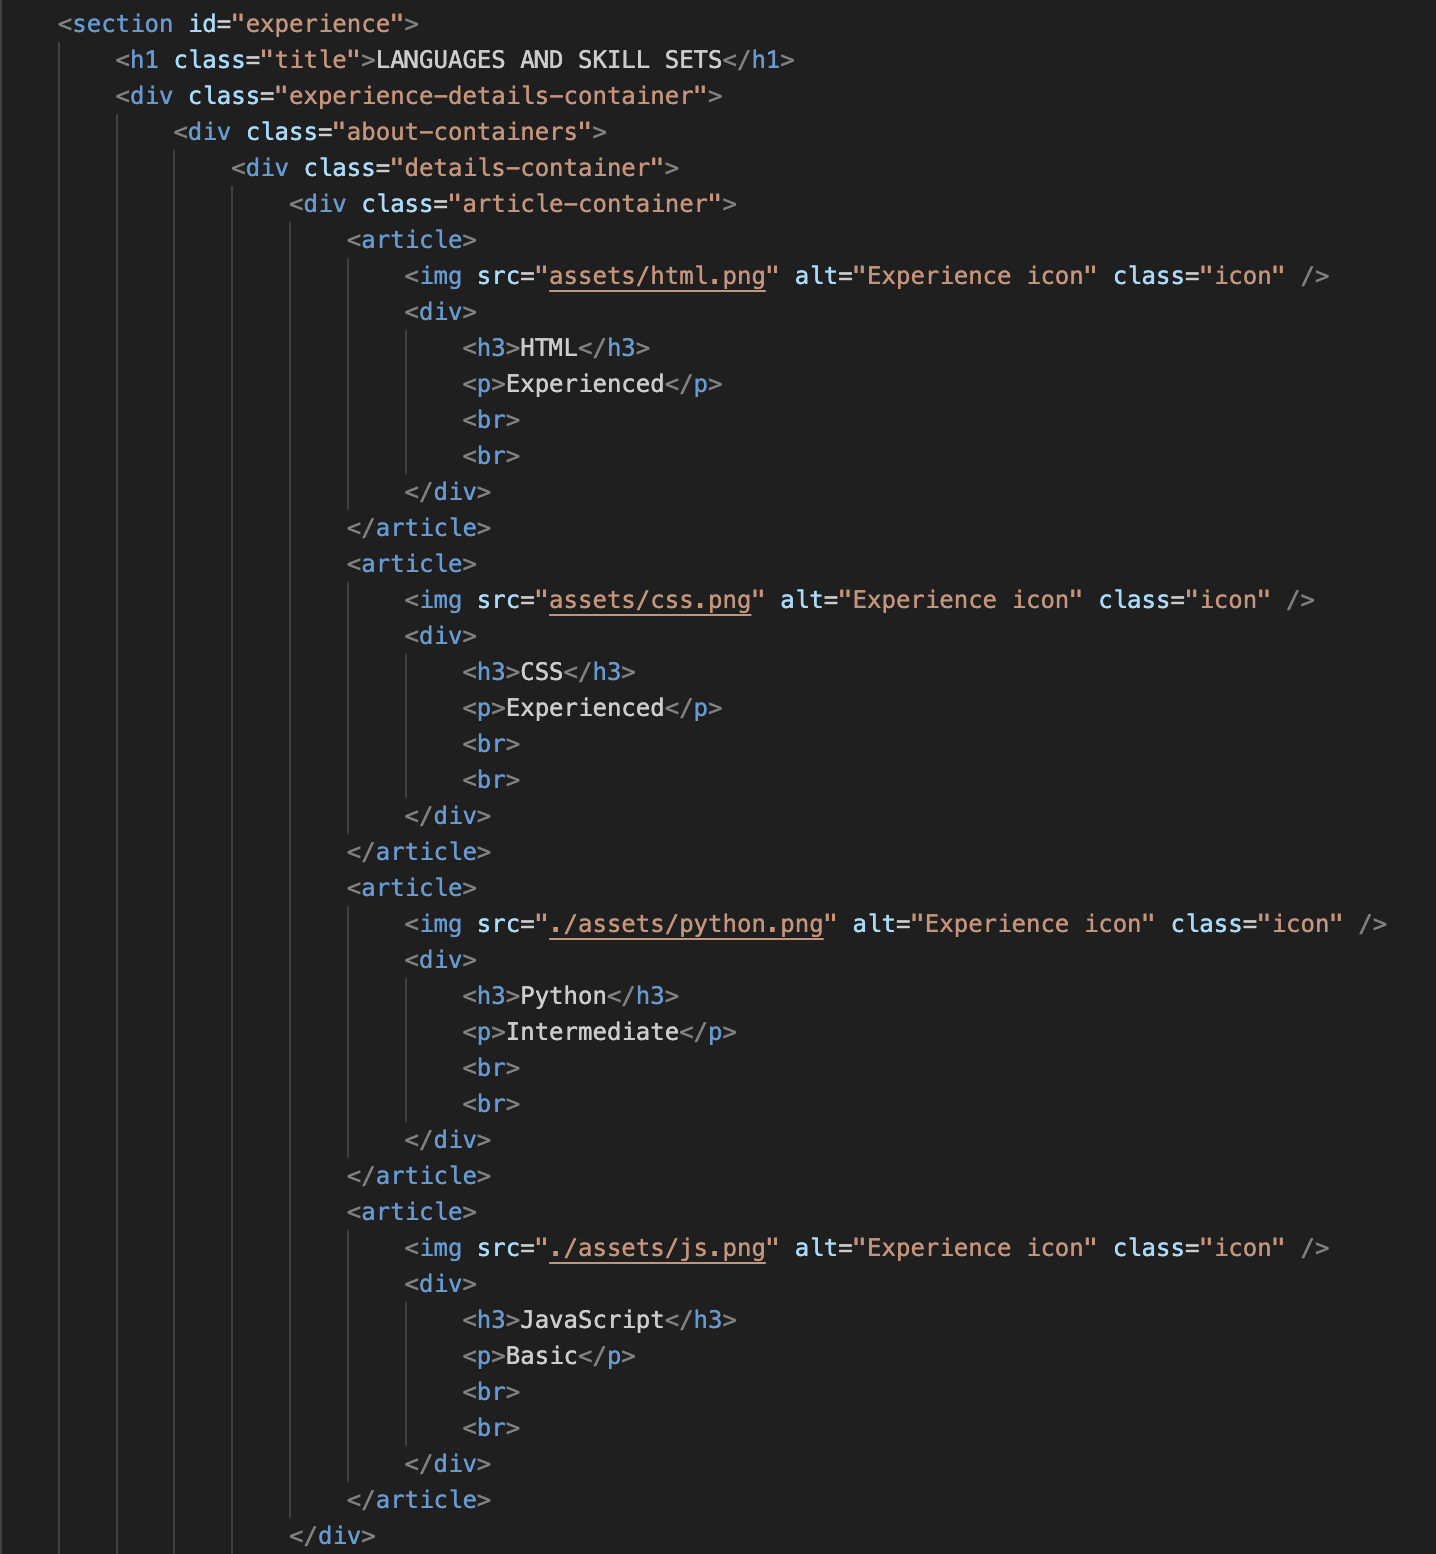 <section id="experience">
    <h1 class="title">LANGUAGES AND SKILL SETS</h1>
    <div class="experience-details-container">
        <div class="about-containers">
            <div class="details-container">
                <div class="article-container">
                    <article>
                        <img src="assets/html.png" alt="Experience icon" class="icon" />
                        <div>
                            <h3>HTML</h3>
                            <p>Experienced</p>
                            <br>
                            <br>
                        </div>
                    </article>
                    <article>
                        <img src="assets/css.png" alt="Experience icon" class="icon" />
                        <div>
                            <h3>CSS</h3>
                            <p>Experienced</p>
                            <br>
                            <br>
                        </div>
                    </article>
                    <article>
                        <img src="./assets/python.png" alt="Experience icon" class="icon" />
                        <div>
                            <h3>Python</h3>
                            <p>Intermediate</p>
                            <br>
                            <br>
                        </div>
                    </article>
                    <article>
                        <img src="./assets/js.png" alt="Experience icon" class="icon" />
                        <div>
                            <h3>JavaScript</h3>
                            <p>Basic</p>
                            <br>
                            <br>
                        </div>
                    </article>
                </div>